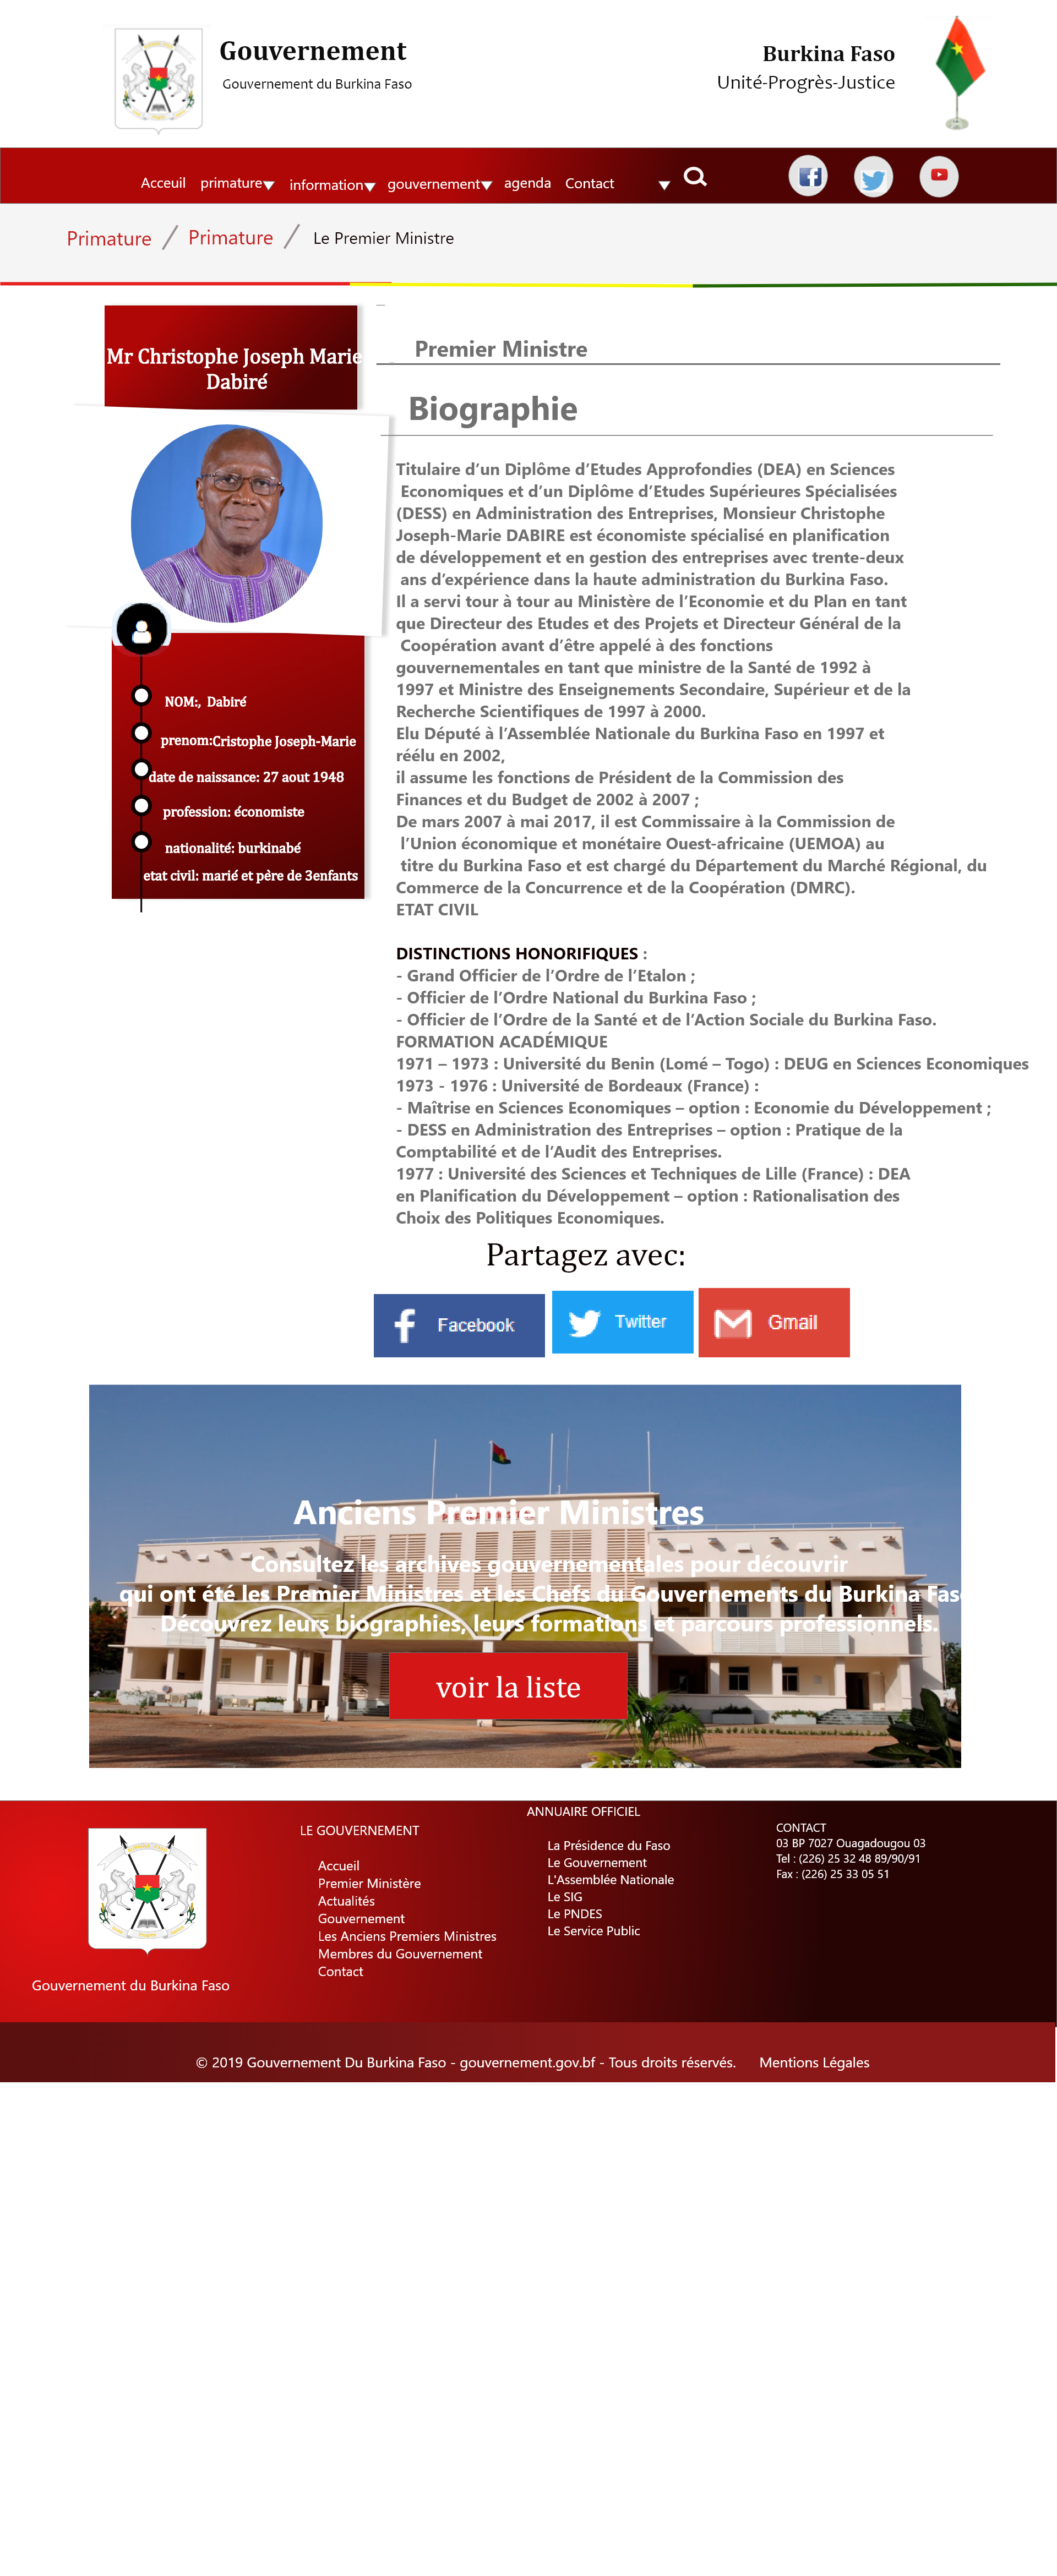 Gouvernement
Gouvernement du Burkina Faso
Burkina Faso
Unité-Progrès-Justice
Acceuil primature information gouvernement agenda Contact
Primature / Primature / Le Premier Ministre
Mr Christophe Joseph Marie
Dabiré
NOM:, Dabiré
prenom:Cristophe Joseph-Marie
date de naissance: 27 aout 1948
profession: économiste
nationalité: burkinabé
etat civil: marié et père de 3enfants
Premier Ministre
Biographie
Titulaire d’un Diplôme d’Etudes Approfondies (DEA) en Sciences
Economiques et d’un Diplôme d’Etudes Supérieures Spécialisées
(DESS) en Administration des Entreprises, Monsieur Christophe
Joseph-Marie DABIRE est économiste spécialisé en planification
de développement et en gestion des entreprises avec trente-deux
ans d’expérience dans la haute administration du Burkina Faso.
Il a servi tour à tour au Ministère de l’Economie et du Plan en tant
que Directeur des Etudes et des Projets et Directeur Général de la
Coopération avant d’être appelé à des fonctions
gouvernementales en tant que ministre de la Santé de 1992 à
1997 et Ministre des Enseignements Secondaire, Supérieur et de la
Recherche Scientifiques de 1997 à 2000.
Elu Député à l’Assemblée Nationale du Burkina Faso en 1997 et
réélu en 2002,
il assume les fonctions de Président de la Commission des
Finances et du Budget de 2002 à 2007 ;
De mars 2007 à mai 2017, il est Commissaire à la Commission de
l’Union économique et monétaire Ouest-africaine (UEMOA) au
titre du Burkina Faso et est chargé du Département du Marché Régional, du
Commerce de la Concurrence et de la Coopération (DMRC).
ETAT CIVIL
DISTINCTIONS HONORIFIQUES :
- Grand Officier de l’Ordre de l’Etalon ;
- Officier de l’Ordre National du Burkina Faso ;
- Officier de l’Ordre de la Santé et de l’Action Sociale du Burkina Faso.
FORMATION ACADÉMIQUE
1971 – 1973 : Université du Benin (Lomé – Togo) : DEUG en Sciences Economiques
1973 - 1976 : Université de Bordeaux (France) :
- Maîtrise en Sciences Economiques – option : Economie du Développement ;
- DESS en Administration des Entreprises – option : Pratique de la
Comptabilité et de l’Audit des Entreprises.
1977 : Université des Sciences et Techniques de Lille (France) : DEA
en Planification du Développement – option : Rationalisation des
Choix des Politiques Economiques.
Partagez avec:
Facebook Twitter Gmail
Anciens Premier Ministres
Consultez les archives gouvernementales pour découvrir
qui ont été les Premier Ministres et les Chefs du Gouvernements du Burkina Faso
Découvrez leurs biographies, leurs formations et parcours professionnels.
voir la liste
Gouvernement du Burkina Faso
LE GOUVERNEMENT
Accueil
Premier Ministère
Actualités
Gouvernement
Les Anciens Premiers Ministres
Membres du Gouvernement
Contact
ANNUAIRE OFFICIEL
La Présidence du Faso
Le Gouvernement
L'Assemblée Nationale
Le SIG
Le PNDES
Le Service Public
CONTACT
03 BP 7027 Ouagadougou 03
Tel : (226) 25 32 48 89/90/91
Fax : (226) 25 33 05 51
© 2019 Gouvernement Du Burkina Faso - gouvernement.gov.bf - Tous droits réservés. Mentions Légales